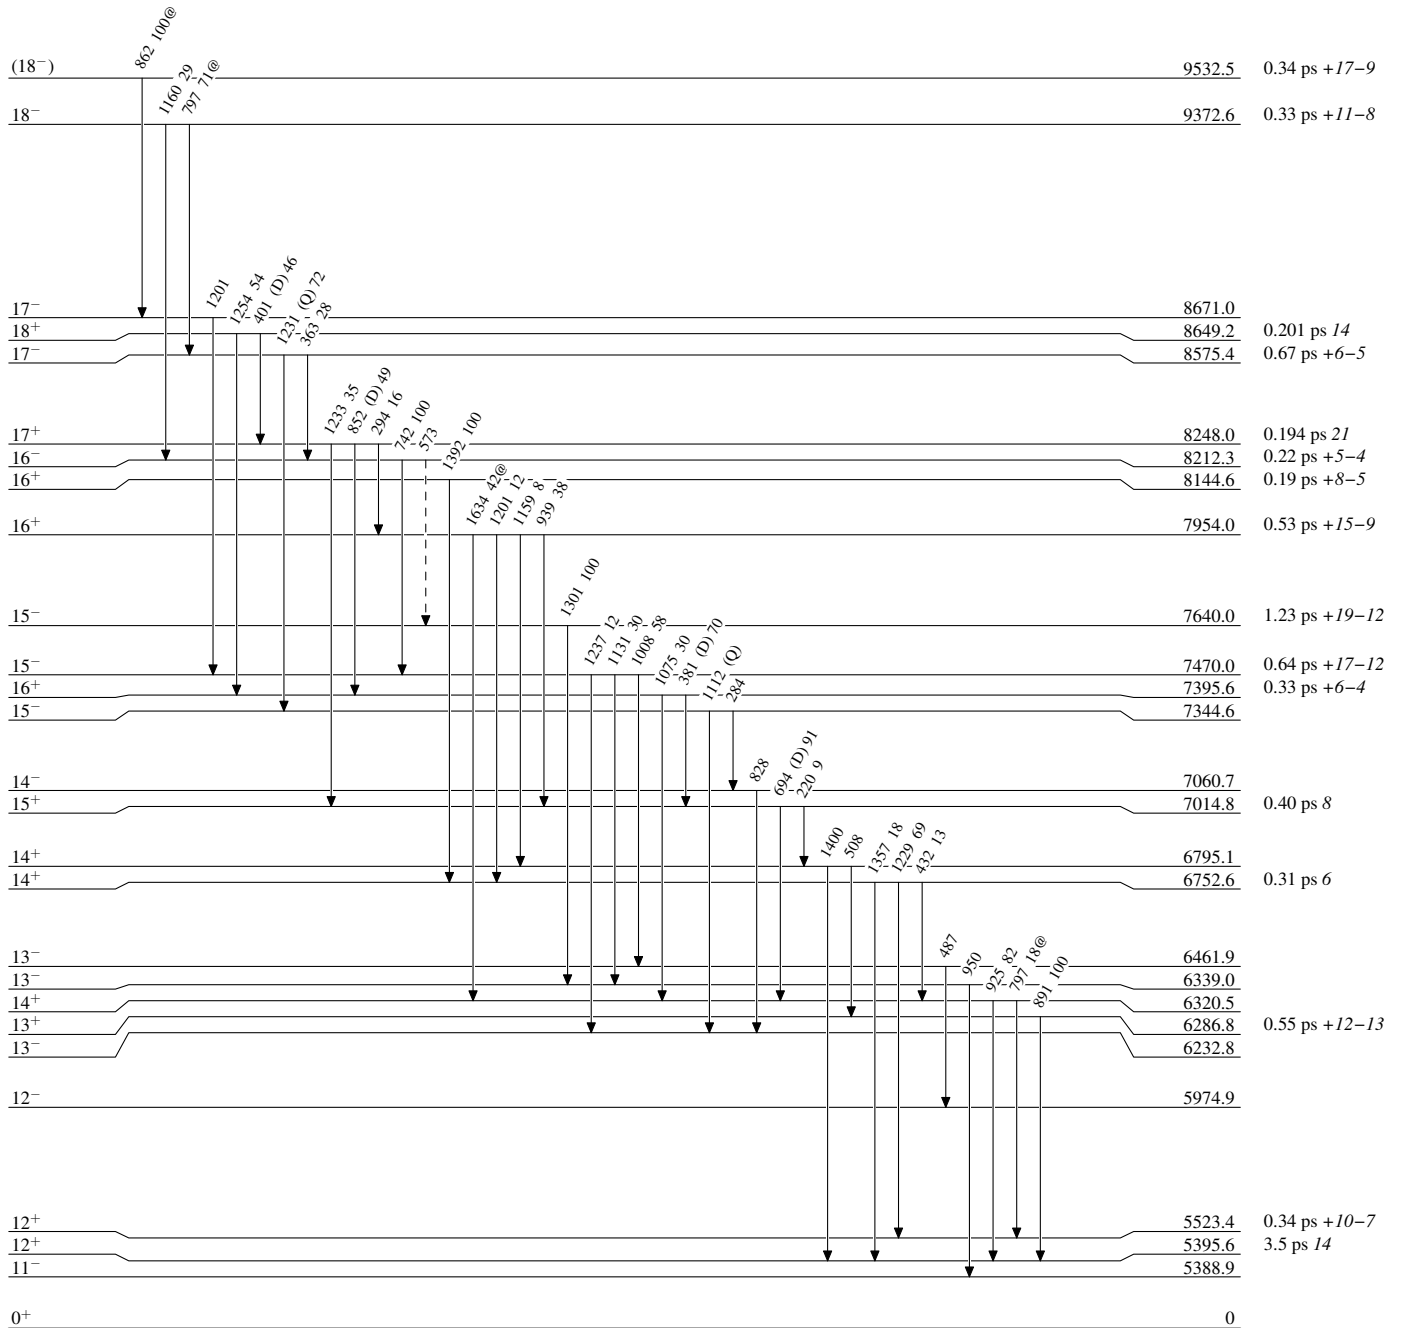 862 100@
(18−) 9532.5 0.34 ps +17−9
1160 29
797 71@
18− 9372.6 0.33 ps +11−8
1201
1254 54
401 (D) 46
1231 (Q) 72
363 28
17− 8671.0
18+ 8649.2 0.201 ps 14
17− 8575.4 0.67 ps +6−5
1233 35
852 (D) 49
294 16
742 100
573
1392 100
17+ 8248.0 0.194 ps 21
16− 8212.3 0.22 ps +5−4
16+ 8144.6 0.19 ps +8−5
1634 42@
1201 12
1159 8
939 38
16+ 7954.0 0.53 ps +15−9
1301 100
15− 7640.0 1.23 ps +19−12
1237 12
1131 30
1008 58
1075 30
381 (D) 70
1112 (Q)
284
15− 7470.0 0.64 ps +17−12
16+ 7395.6 0.33 ps +6−4
15− 7344.6
828
694 (D) 91
220 9
14− 7060.7
15+ 7014.8 0.40 ps 8
1400
508
1357 18
1229 69
432 13
14+ 6795.1
14+ 6752.6 0.31 ps 6
487
950
925 82
797 18@
891 100
13− 6461.9
13− 6339.0
14+ 6320.5
13+ 6286.8 0.55 ps +12−13
13− 6232.8
12− 5974.9
12+ 5523.4 0.34 ps +10−7
12+ 5395.6 3.5 ps 14
11− 5388.9
0+ 0